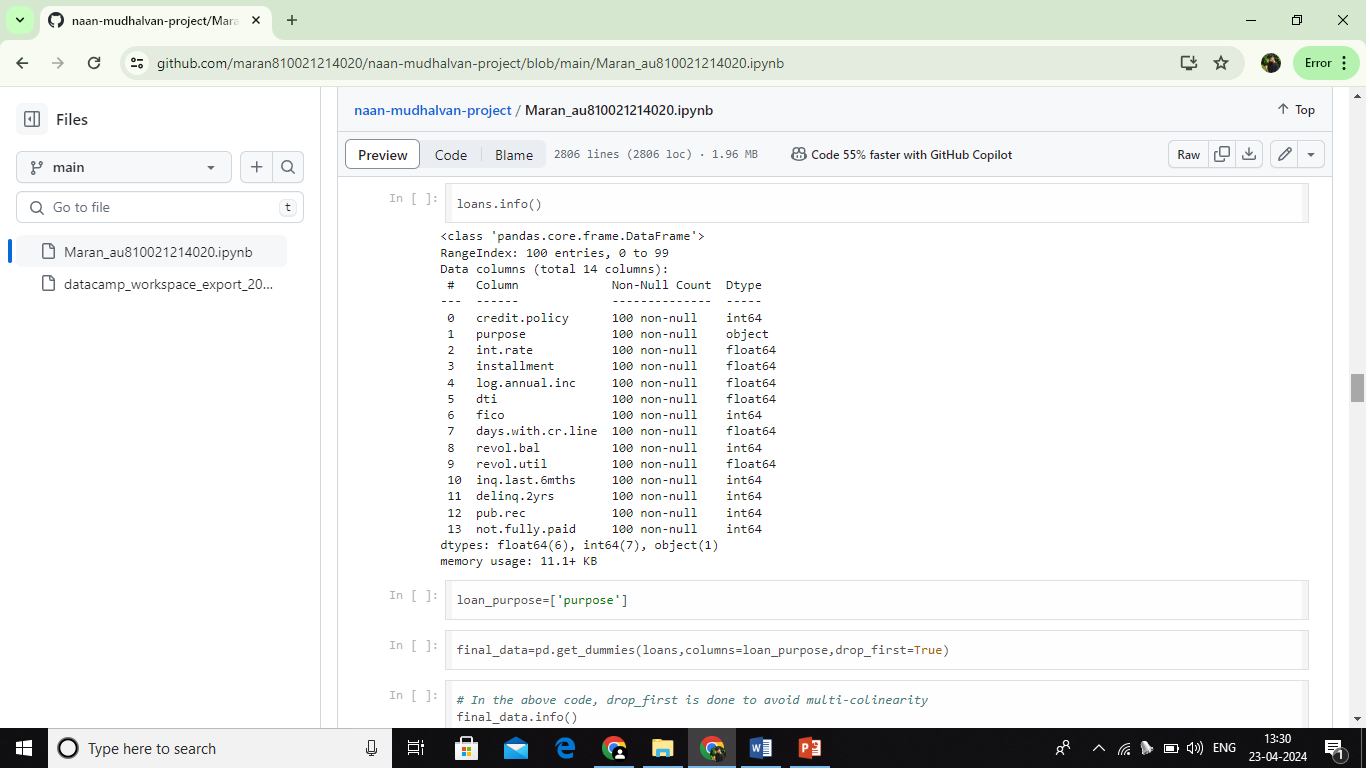 naan-mudhalvan-project/Mara
github.com/maran810021214020/naan-mudhalvan-project/blob/main/Maran_au810021214020.ipynb
Error
Files
naan-mudhalvan-project / Maran_au810021214020.ipynb
Top
main
Preview Code Blame 2806 lines (2806 loc) · 1.96 MB Code 55% faster with GitHub Copilot Raw
Go to file t
Maran_au810021214020.ipynb
datacamp_workspace_export_20...
In [ ]: loans.info()
<class 'pandas.core.frame.DataFrame'>
RangeIndex: 100 entries, 0 to 99
Data columns (total 14 columns):
# Column Non-Null Count Dtype
--- ------ -------------- -----
0 credit.policy 100 non-null int64
1 purpose 100 non-null object
2 int.rate 100 non-null float64
3 installment 100 non-null float64
4 log.annual.inc 100 non-null float64
5 dti 100 non-null float64
6 fico 100 non-null int64
7 days.with.cr.line 100 non-null float64
8 revol.bal 100 non-null int64
9 revol.util 100 non-null float64
10 inq.last.6mths 100 non-null int64
11 delinq.2yrs 100 non-null int64
12 pub.rec 100 non-null int64
13 not.fully.paid 100 non-null int64
dtypes: float64(6), int64(7), object(1)
memory usage: 11.1+ KB
In [ ]: loan_purpose=['purpose']
In [ ]: final_data=pd.get_dummies(loans,columns=loan_purpose,drop_first=True)
In [ ]: # In the above code, drop_first is done to avoid multi-colinearity
final_data.info()
Type here to search
ENG
13:30
23-04-2024
1